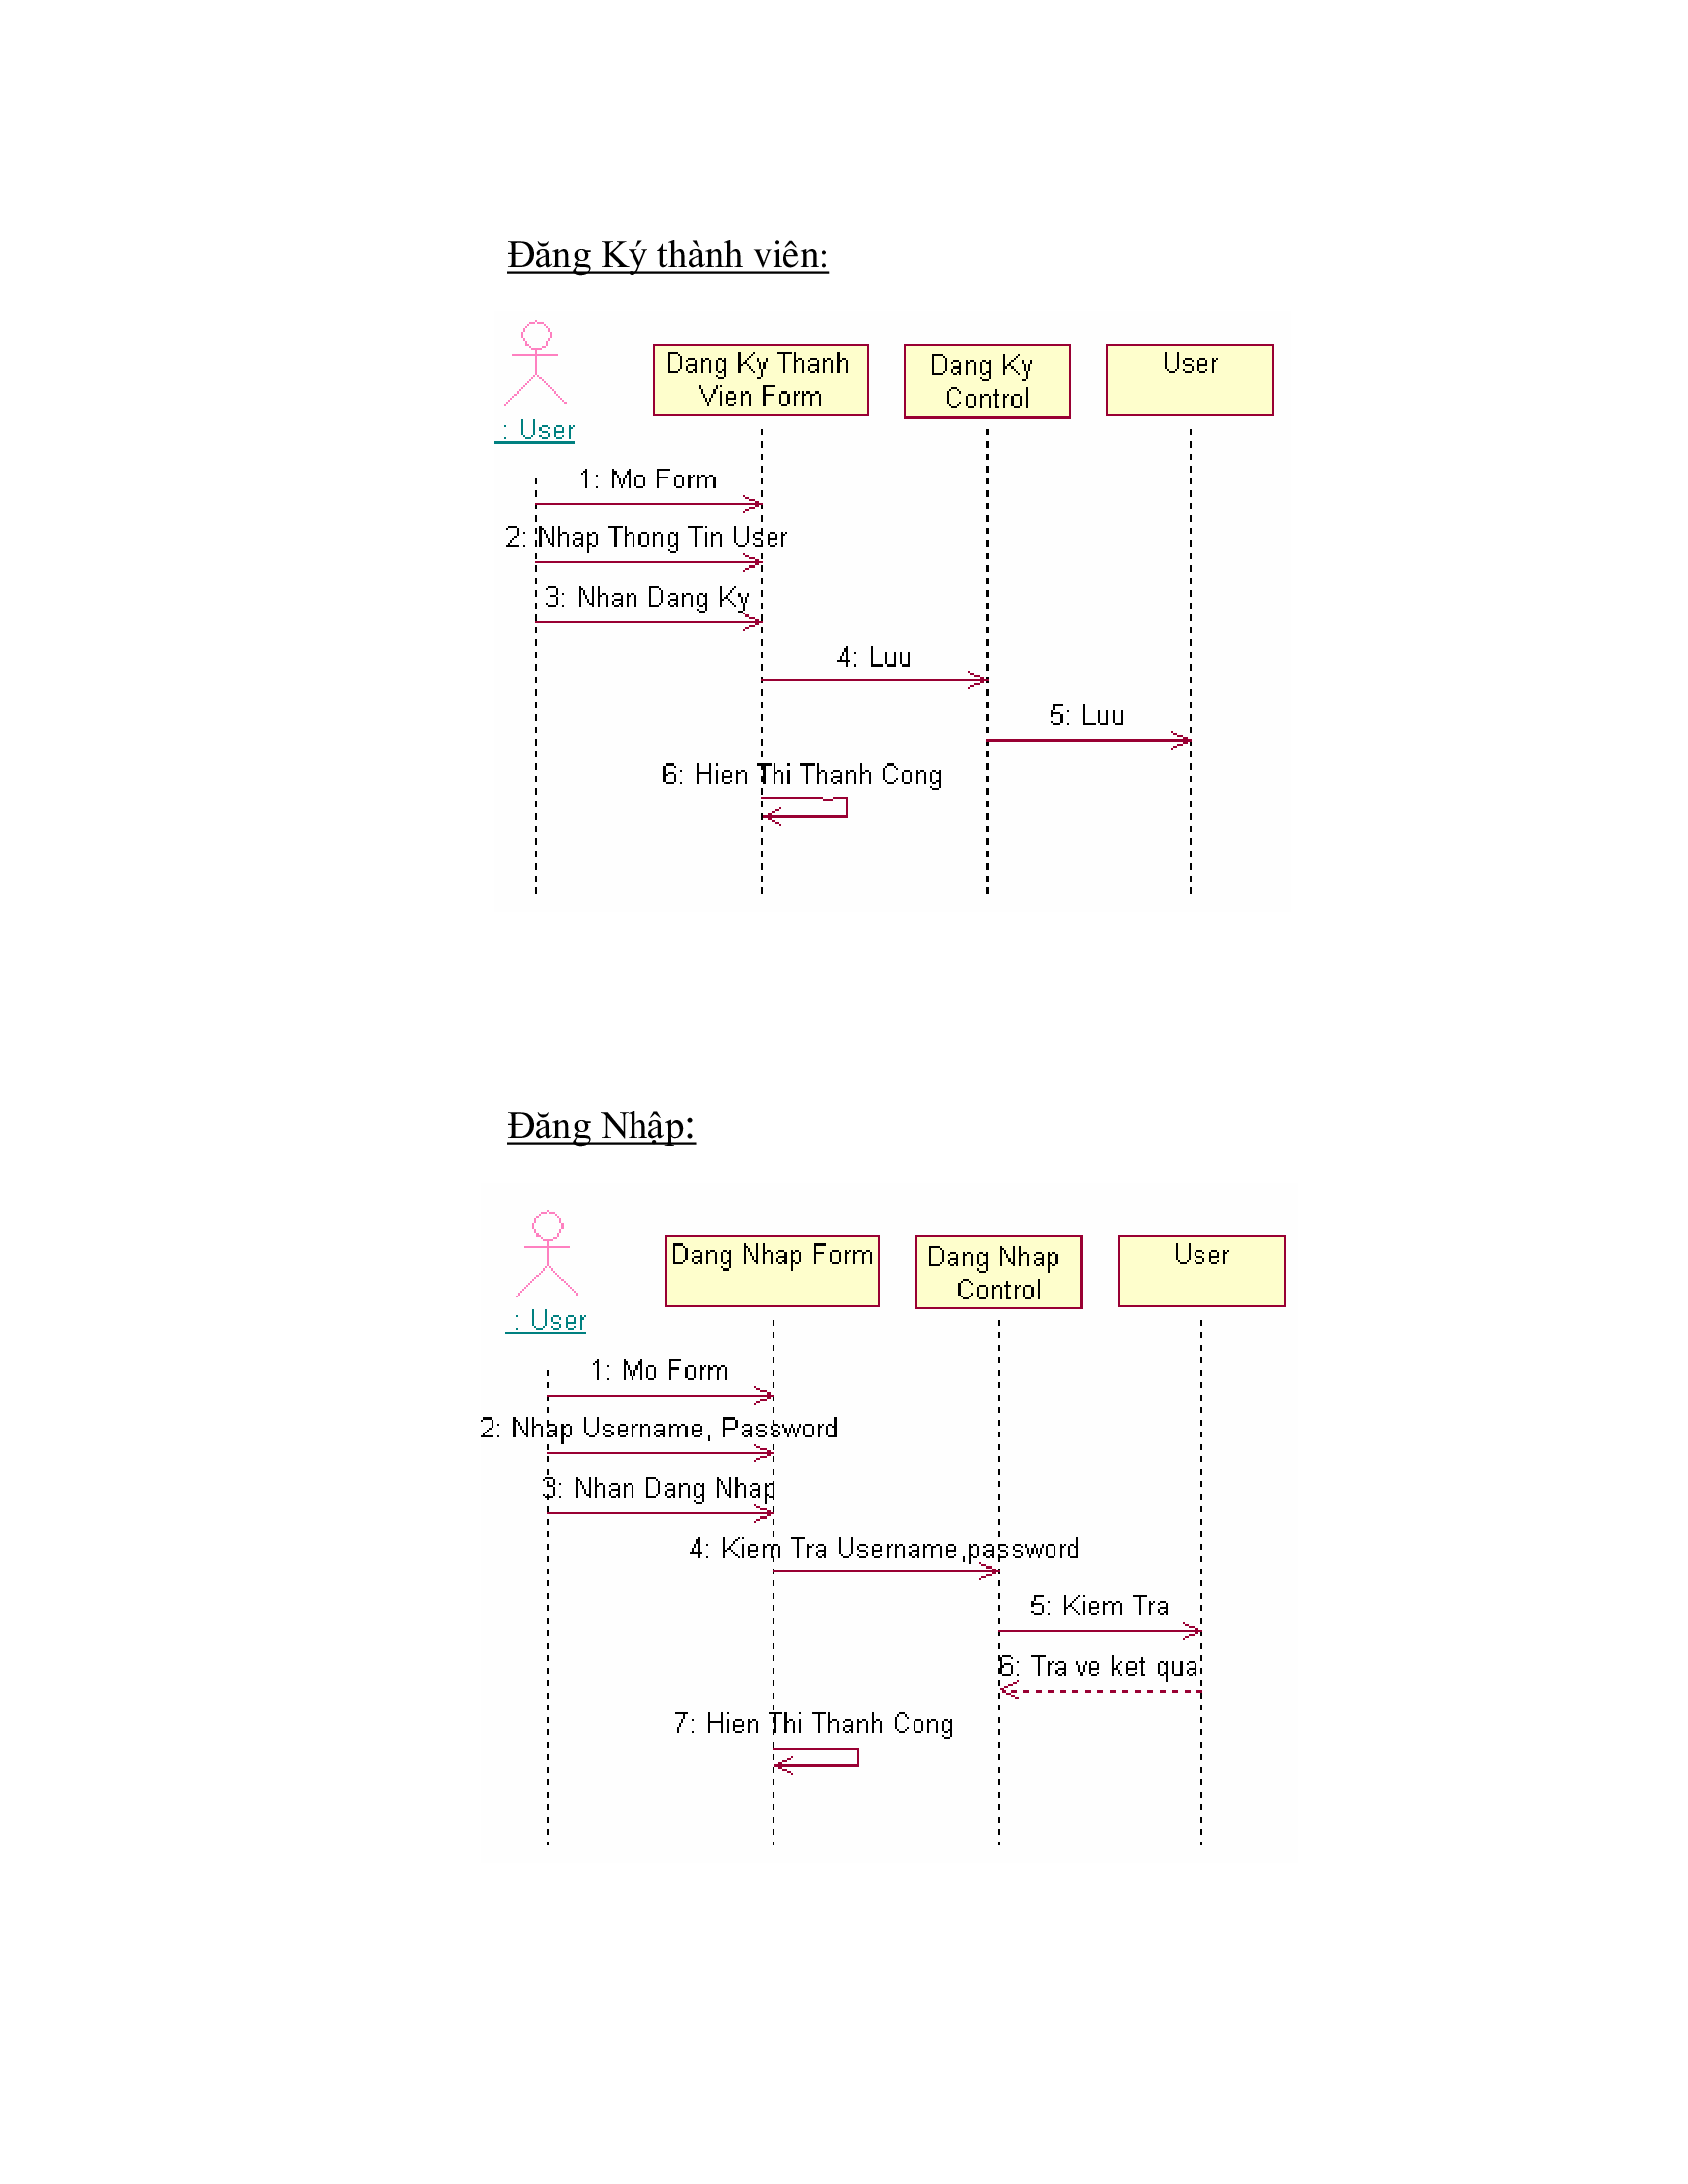 Đăng Ký thành viên:
Dang Ky Thanh
Vien Form
Dang Ky
Control
User
: User
1: Mo Form
2: Nhap Thong Tin User
3: Nhan Dang Ky
4: Luu
5: Luu
6: Hien Thi Thanh Cong
Đăng Nhập:
Dang Nhap Form
Dang Nhap
Control
User
: User
1: Mo Form
2: Nhap Username, Password
3: Nhan Dang Nhap
4: Kiem Tra Username,password
5: Kiem Tra
6: Tra ve ket qua
7: Hien Thi Thanh Cong